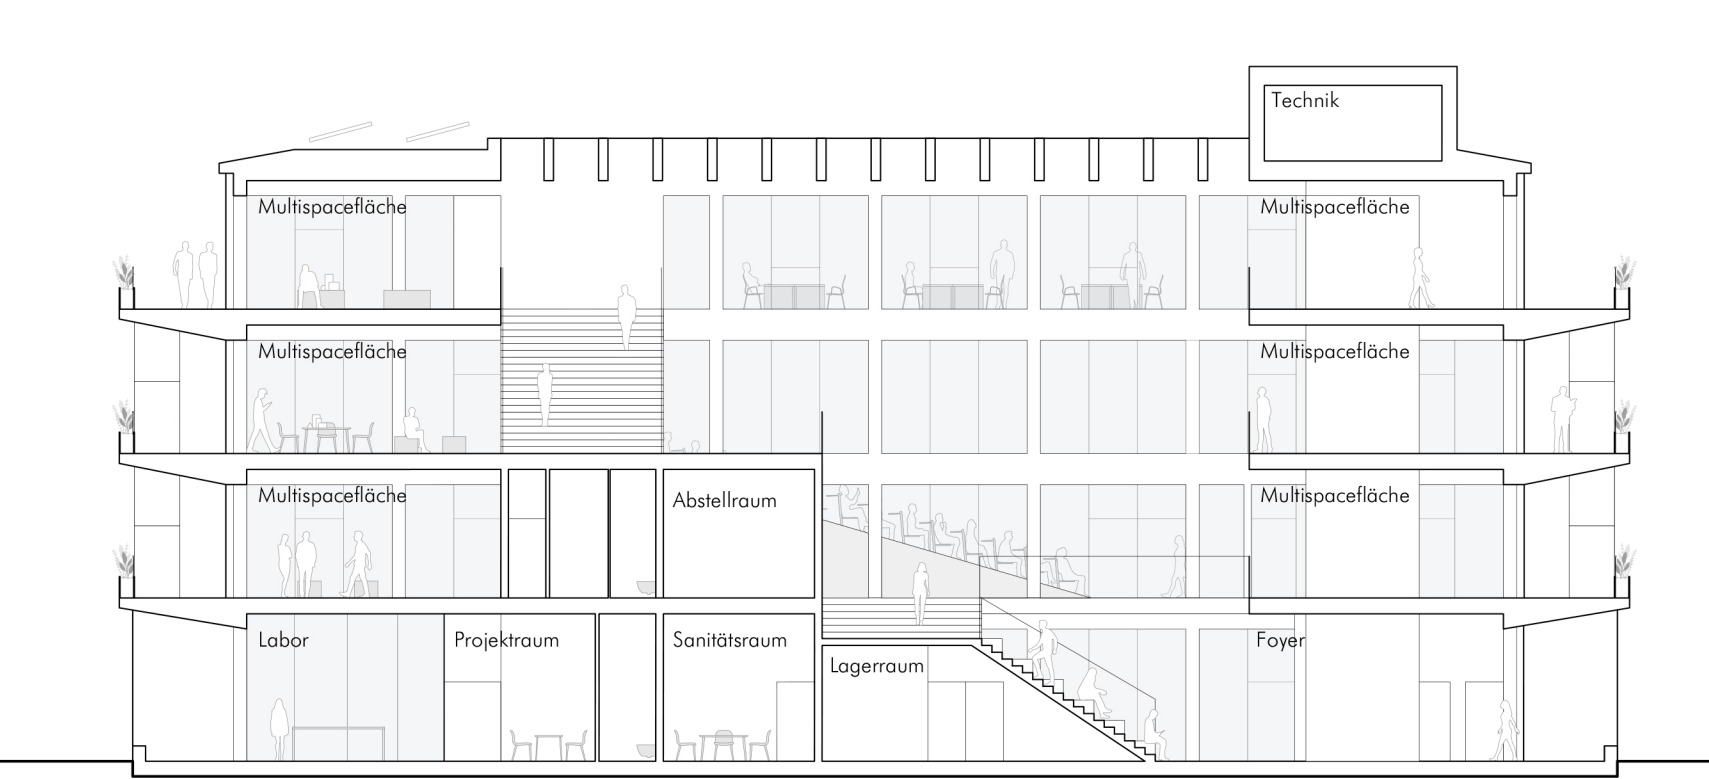 Technik
Multispacefläche
Multispacefläche
Multispacefläche
Multispacefläche
Multispacefläche
Abstellraum
Multispacefläche
Labor
Projektraum
Sanitätsraum
Lagerraum
Foyer